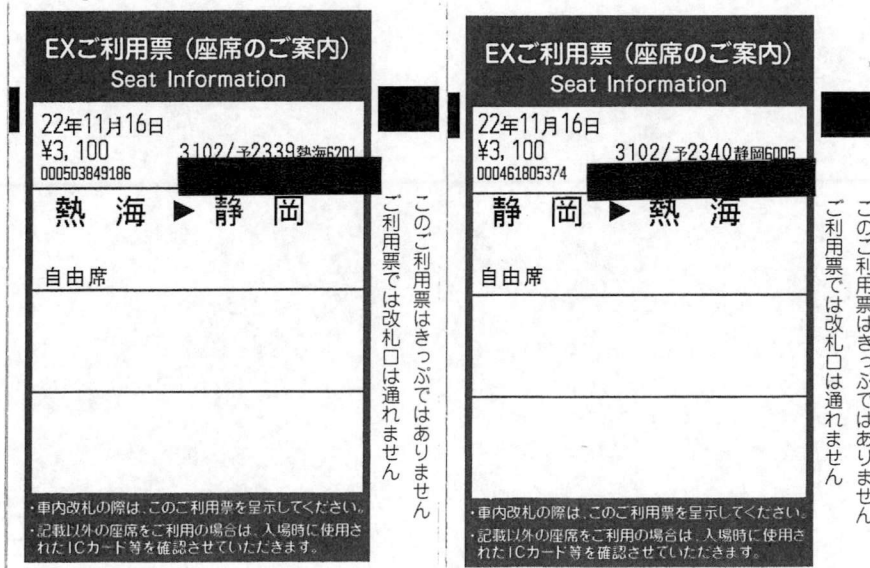 EXご利用票（座席のご案内）
Seat Information
22年11月16日
¥3,100 3102/予2339熱海6201
000503849186
熱 海 ▶ 静 岡
自由席
・車内改札の際は、このご利用票を呈示してください。
・記載以外の座席をご利用の場合は、入場時に使用さ
れたICカード等を確認させていただきます。
このご利用票はきっぷではありません
ご利用票では改札口は通れません
EXご利用票（座席のご案内）
Seat Information
22年11月16日
¥3,100 3102/予2340静岡6005
000461805374
静 岡 ▶ 熱 海
自由席
・車内改札の際は、このご利用票を呈示してください。
・記載以外の座席をご利用の場合は、入場時に使用さ
れたICカード等を確認させていただきます。
このご利用票はきっぷではありません
ご利用票では改札口は通れません